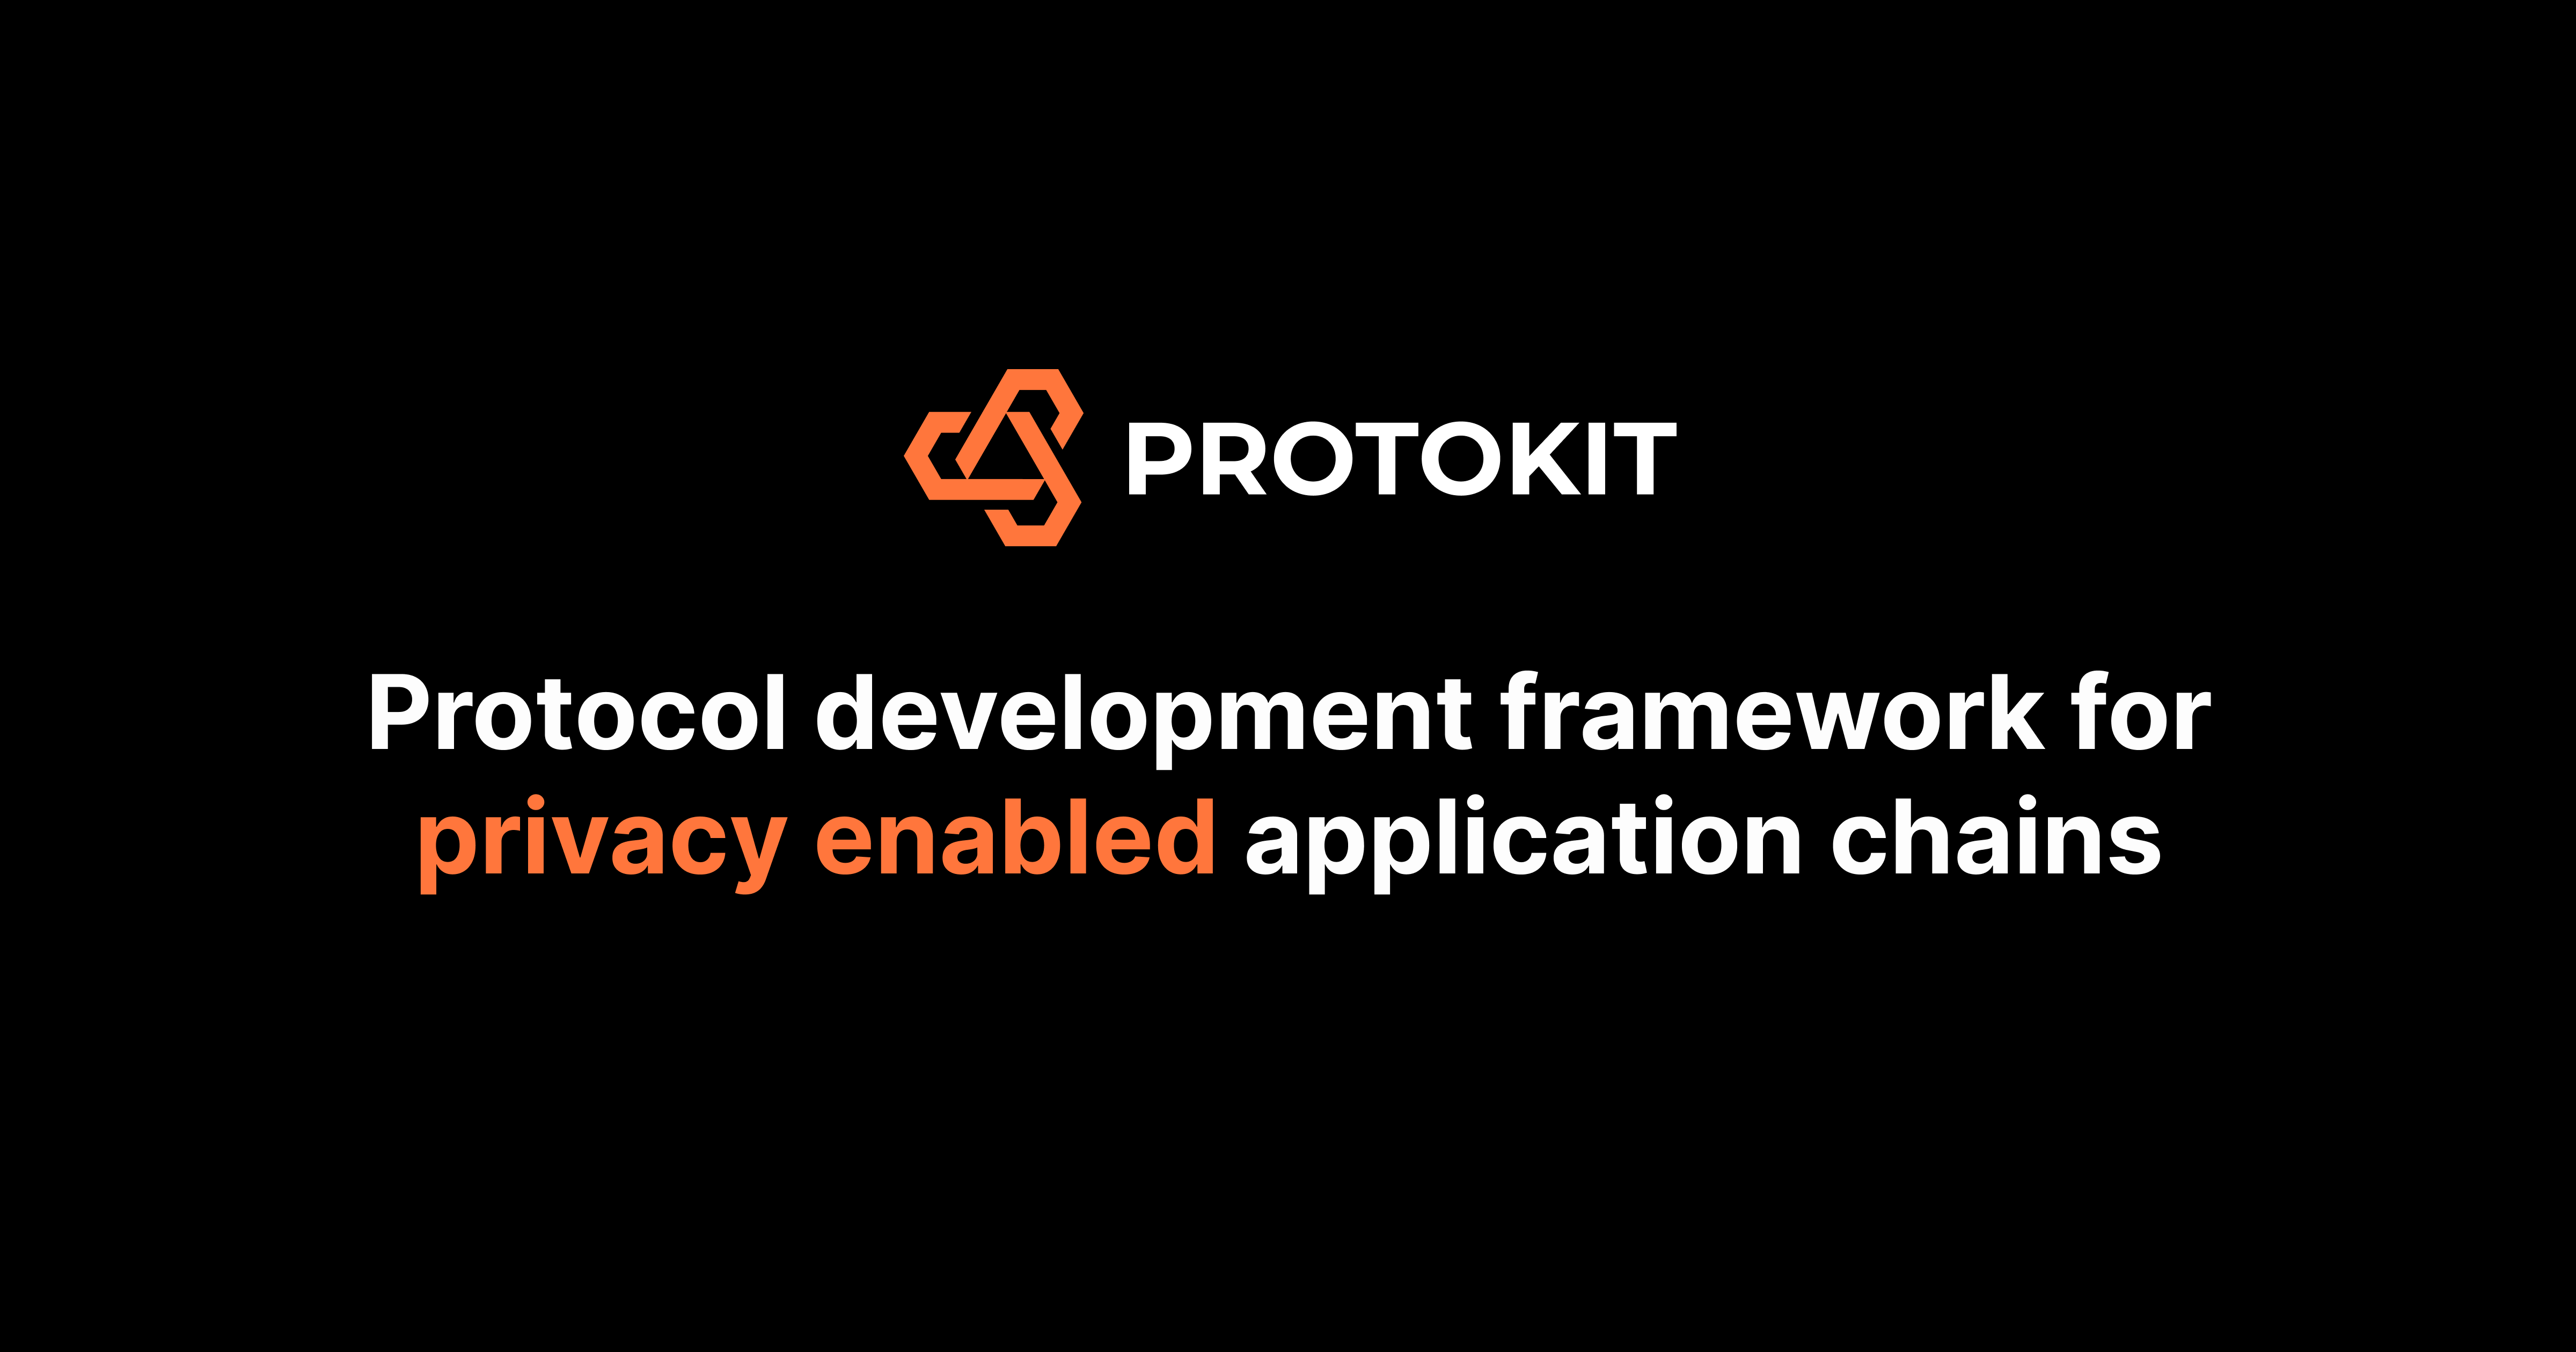 PROTOKIT
Protocol development framework for
privacy enabled application chains